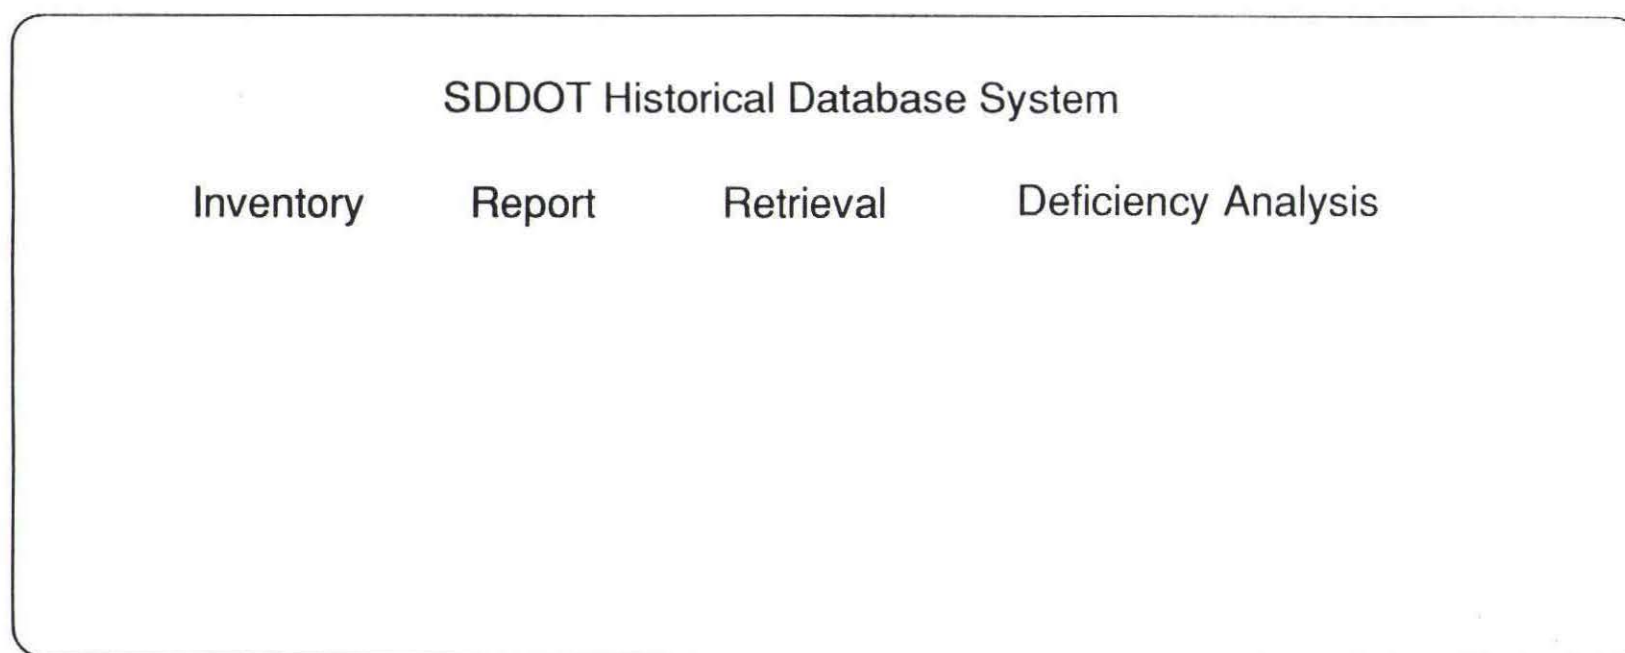 SDDOT Historical Database System
Inventory Report Retrieval Deficiency Analysis